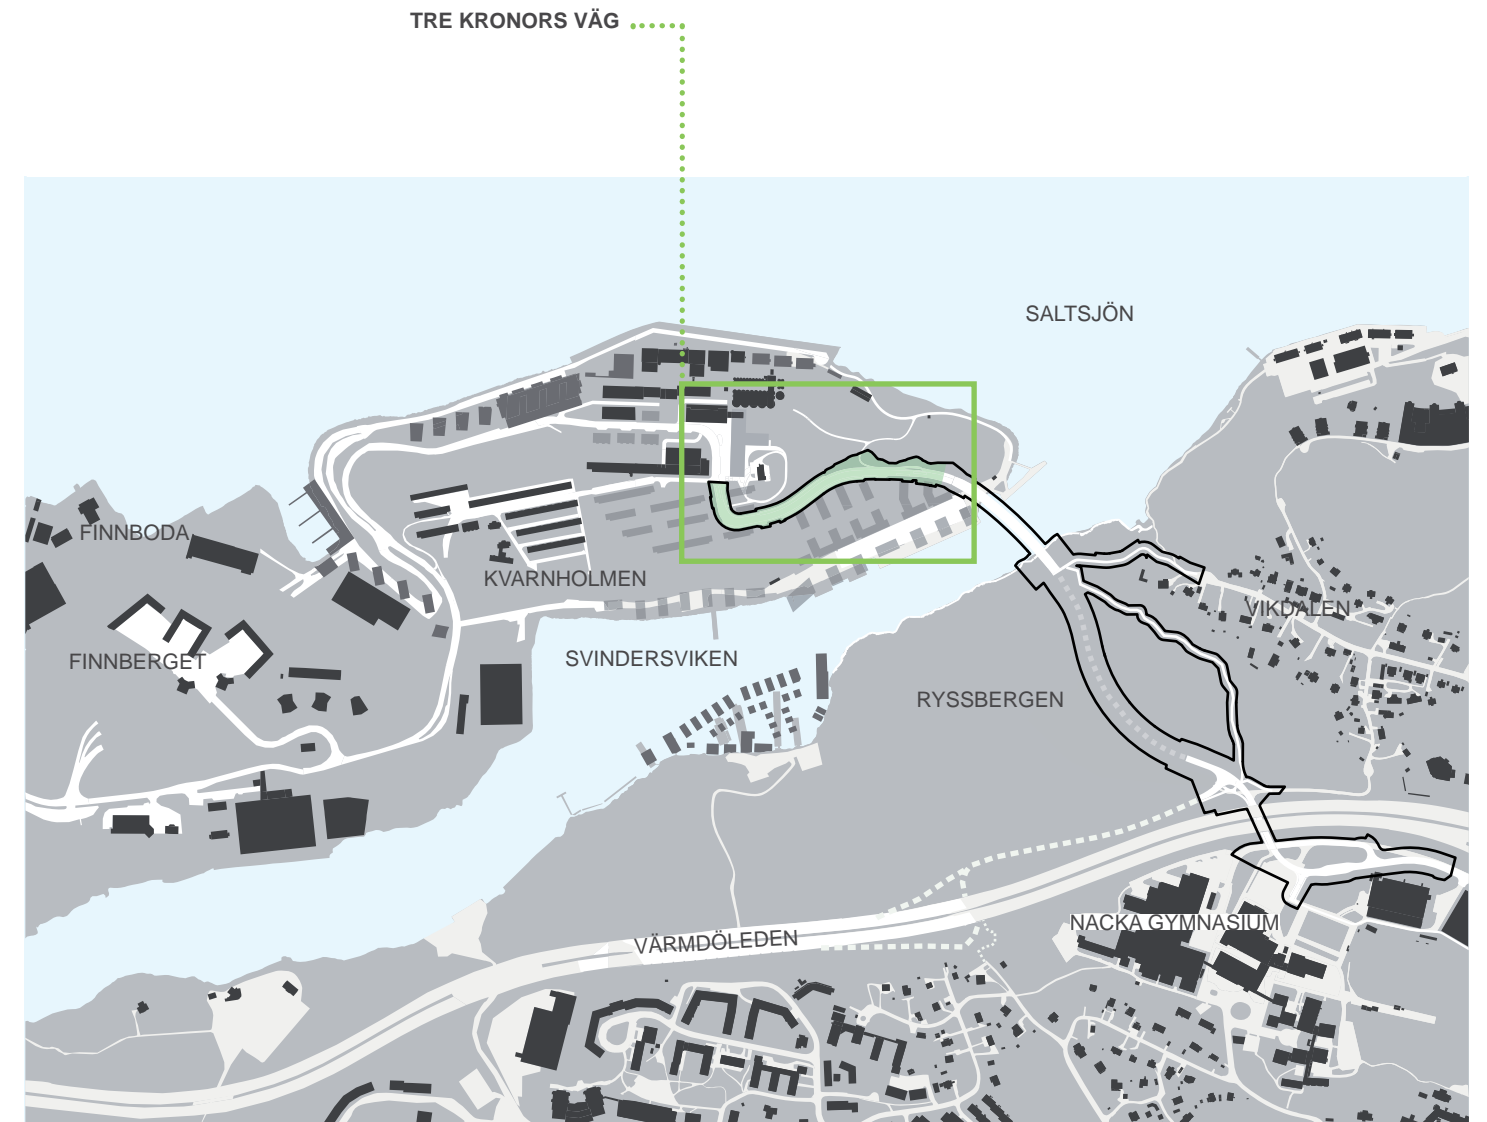 TRE KRONORS VÄG
SALTSJÖN
FINNBODA
KVARNHOLMEN
VIKDALEN
FINNBERGET
SVINDERSVIKEN
RYSSBERGEN
NACKA GYMNASIUM
VÄRMDÖLEDEN